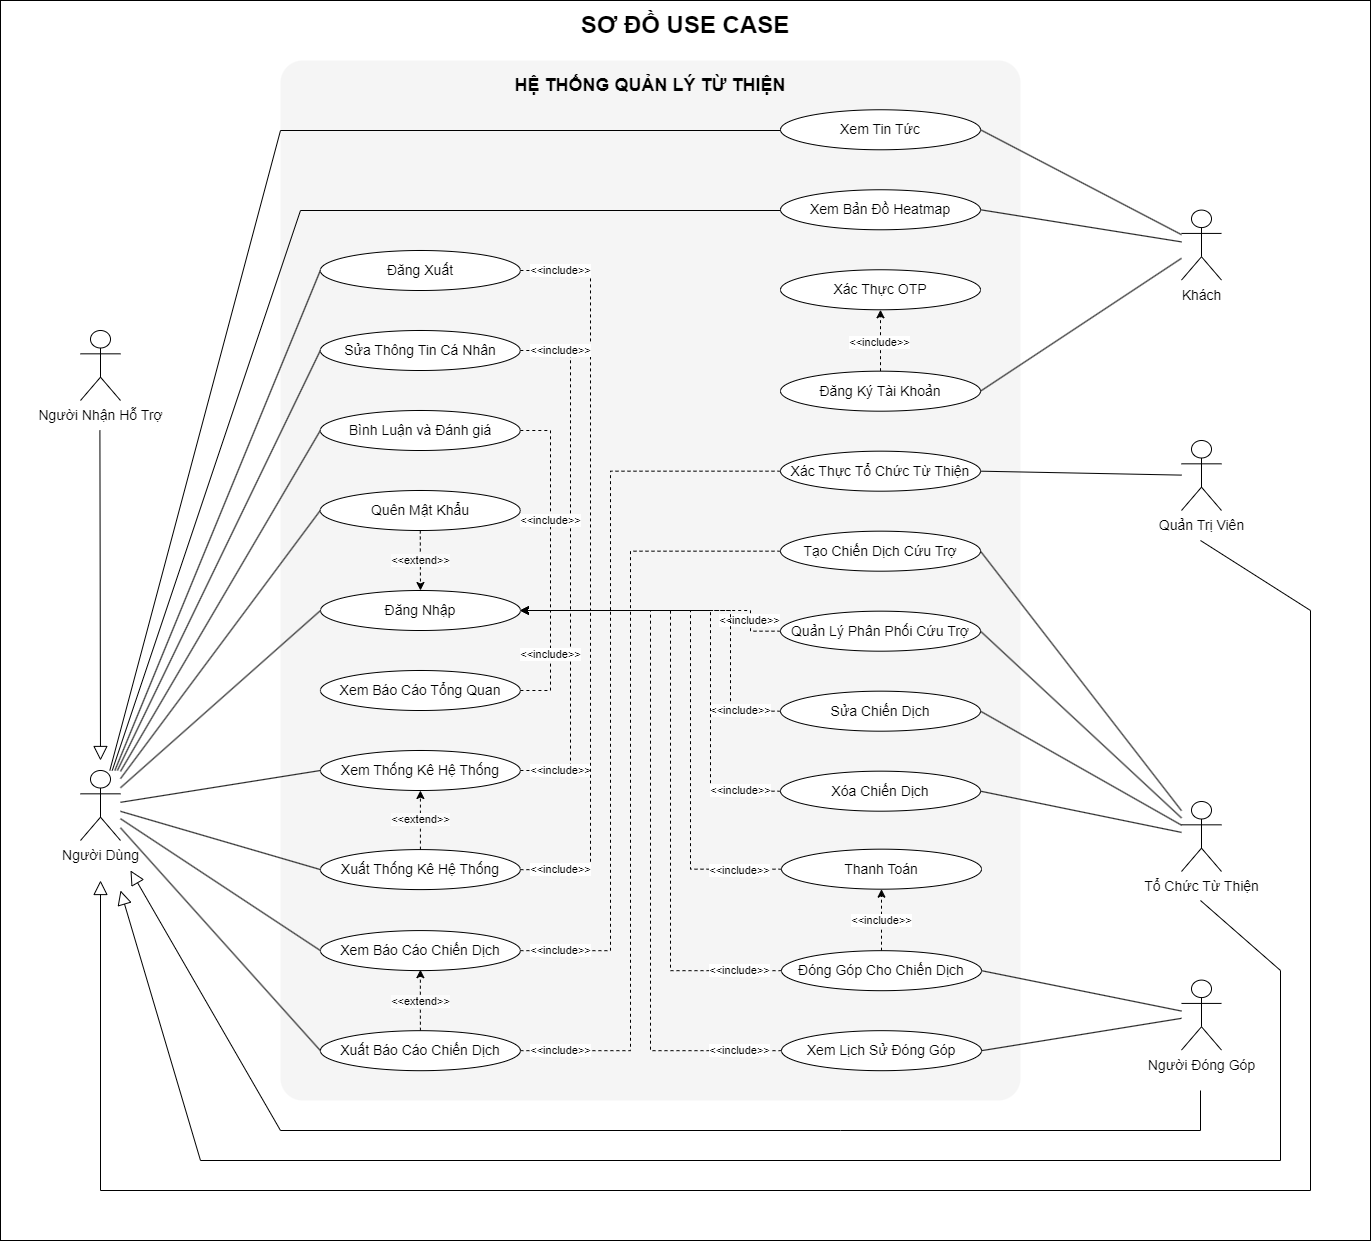 SƠ ĐỒ USE CASE
HỆ THỐNG QUẢN LÝ TỪ THIỆN
Xem Tin Tức
Xem Bản Đồ Heatmap
Đăng Xuất
<<include>>
Xác Thực OTP
Khách
<<include>>
Sửa Thông Tin Cá Nhân
<<include>>
Đăng Ký Tài Khoản
Người Nhận Hỗ Trợ
Bình Luận và Đánh giá
Xác Thực Tổ Chức Từ Thiện
Quên Mật Khẩu
<<include>>
Quản Trị Viên
<<extend>>
Tạo Chiến Dịch Cứu Trợ
Đăng Nhập
<<include>>
Quản Lý Phân Phối Cứu Trợ
<<include>>
Xem Báo Cáo Tổng Quan
<<include>>
Sửa Chiến Dịch
Xem Thống Kê Hệ Thống
<<include>>
<<include>>
Xóa Chiến Dịch
<<extend>>
Người Dùng
Xuất Thống Kê Hệ Thống
<<include>>
<<include>>
Thanh Toán
Tổ Chức Từ Thiện
<<include>>
Xem Báo Cáo Chiến Dịch
<<include>>
<<include>>
Đóng Góp Cho Chiến Dịch
<<extend>>
Xuất Báo Cáo Chiến Dịch
<<include>>
<<include>>
Xem Lịch Sử Đóng Góp
Người Đóng Góp